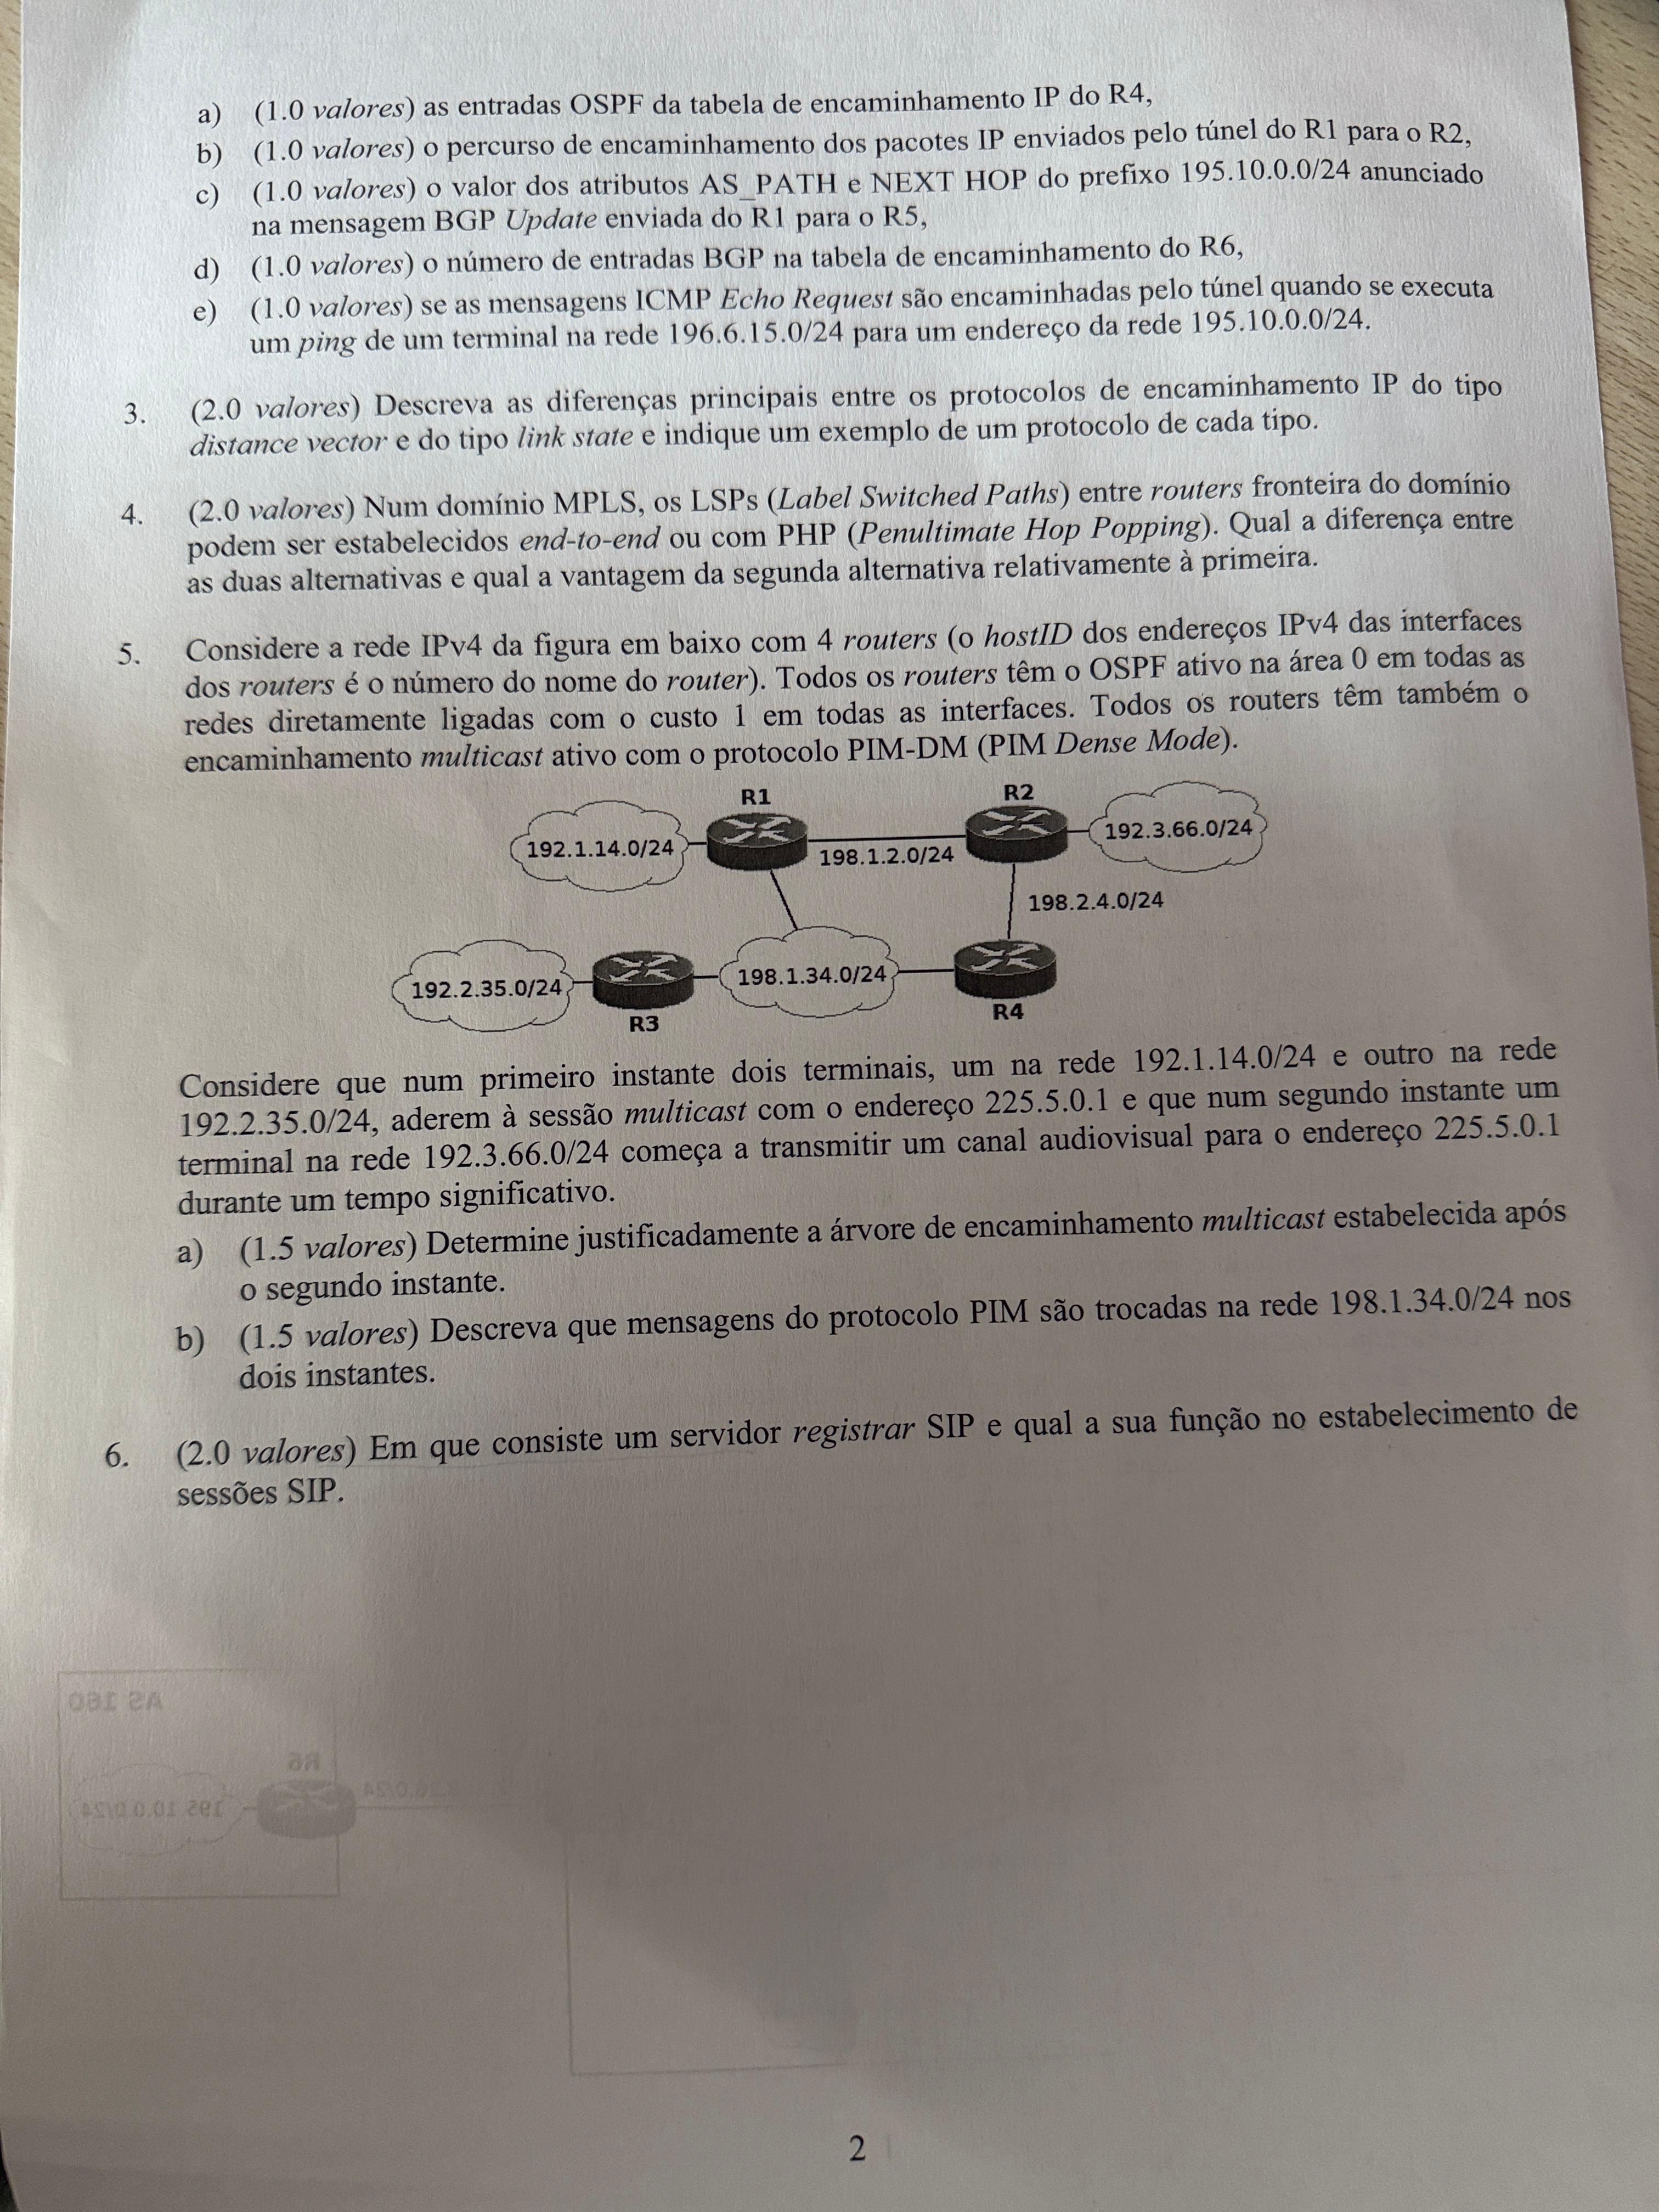 a) (1.0 valores) as entradas OSPF da tabela de encaminhamento IP do R4,
b) (1.0 valores) o percurso de encaminhamento dos pacotes IP enviados pelo túnel do R1 para o R2,
c) (1.0 valores) o valor dos atributos AS_PATH e NEXT HOP do prefixo 195.10.0.0/24 anunciado
na mensagem BGP Update enviada do R1 para o R5,
d) (1.0 valores) o número de entradas BGP na tabela de encaminhamento do R6,
e) (1.0 valores) se as mensagens ICMP Echo Request são encaminhadas pelo túnel quando se executa
um ping de um terminal na rede 196.6.15.0/24 para um endereço da rede 195.10.0.0/24.
3. (2.0 valores) Descreva as diferenças principais entre os protocolos de encaminhamento IP do tipo
distance vector e do tipo link state e indique um exemplo de um protocolo de cada tipo.
4. (2.0 valores) Num domínio MPLS, os LSPs (Label Switched Paths) entre routers fronteira do domínio
podem ser estabelecidos end-to-end ou com PHP (Penultimate Hop Popping). Qual a diferença entre
as duas alternativas e qual a vantagem da segunda alternativa relativamente à primeira.
5. Considere a rede IPv4 da figura em baixo com 4 routers (o hostID dos endereços IPv4 das interfaces
dos routers é o número do nome do router). Todos os routers têm o OSPF ativo na área 0 em todas as
redes diretamente ligadas com o custo 1 em todas as interfaces. Todos os routers têm também o
encaminhamento multicast ativo com o protocolo PIM-DM (PIM Dense Mode).
R1
R2
192.1.14.0/24
198.1.2.0/24
192.3.66.0/24
198.2.4.0/24
192.2.35.0/24
198.1.34.0/24
R3
R4
Considere que num primeiro instante dois terminais, um na rede 192.1.14.0/24 e outro na rede
192.2.35.0/24, aderem à sessão multicast com o endereço 225.5.0.1 e que num segundo instante um
terminal na rede 192.3.66.0/24 começa a transmitir um canal audiovisual para o endereço 225.5.0.1
durante um tempo significativo.
a) (1.5 valores) Determine justificadamente a árvore de encaminhamento multicast estabelecida após
o segundo instante.
b) (1.5 valores) Descreva que mensagens do protocolo PIM são trocadas na rede 198.1.34.0/24 nos
dois instantes.
6. (2.0 valores) Em que consiste um servidor registrar SIP e qual a sua função no estabelecimento de
sessões SIP.
AS 160
R6
195.10.0.0/24
2